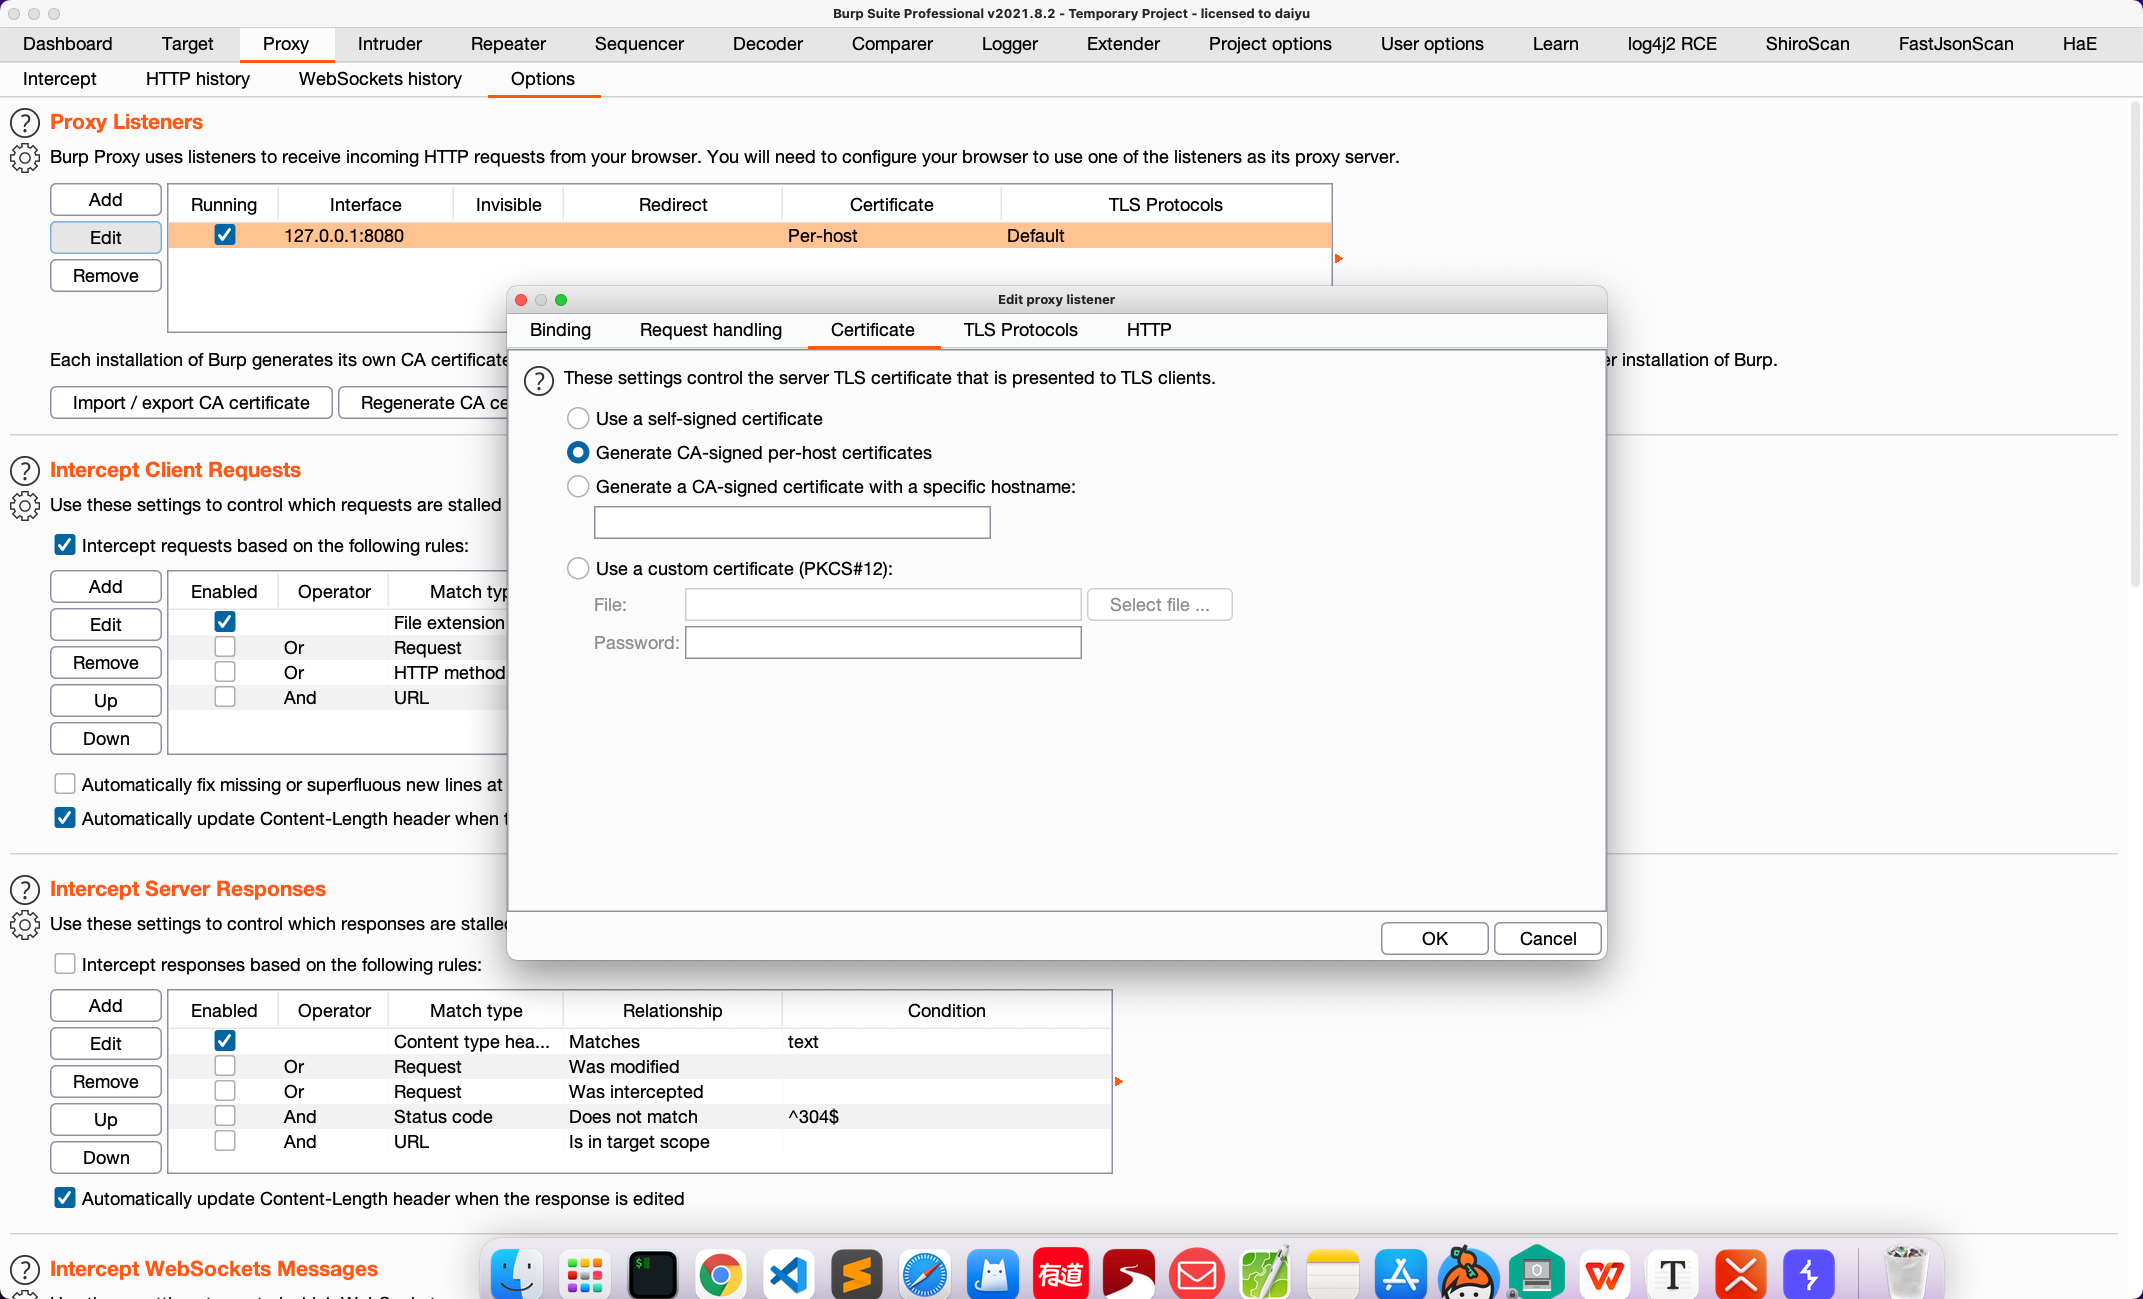 Burp Suite Professional v2021.8.2 - Temporary Project - licensed to daiyu
Dashboard Target Proxy Intruder Repeater Sequencer Decoder Comparer Logger Extender Project options User options Learn log4j2 RCE ShiroScan FastJsonScan HaE
Intercept HTTP history WebSockets history Options
Proxy Listeners
Burp Proxy uses listeners to receive incoming HTTP requests from your browser. You will need to configure your browser to use one of the listeners as its proxy server.
Add Running Interface Invisible Redirect Certificate TLS Protocols
Edit 127.0.0.1:8080 Per-host Default
Remove
Edit proxy listener
Binding Request handling Certificate TLS Protocols HTTP
Each installation of Burp generates its own CA certificate
er installation of Burp.
These settings control the server TLS certificate that is presented to TLS clients.
Import / export CA certificate Regenerate CA ce
Use a self-signed certificate
Generate CA-signed per-host certificates
Generate a CA-signed certificate with a specific hostname:
Use a custom certificate (PKCS#12):
File: Select file ...
Password:
OK Cancel
Intercept Client Requests
Use these settings to control which requests are stalled
Intercept requests based on the following rules:
Add Enabled Operator Match typ
Edit File extension
Or Request
Remove Or HTTP method
Up And URL
Down
Automatically fix missing or superfluous new lines at
Automatically update Content-Length header when t
Intercept Server Responses
Use these settings to control which responses are stalled
Intercept responses based on the following rules:
Add Enabled Operator Match type Relationship Condition
Edit Content type hea... Matches text
Or Request Was modified
Remove Or Request Was intercepted
Up And Status code Does not match ^304$
And URL Is in target scope
Down
Automatically update Content-Length header when the response is edited
Intercept WebSockets Messages
有道
T